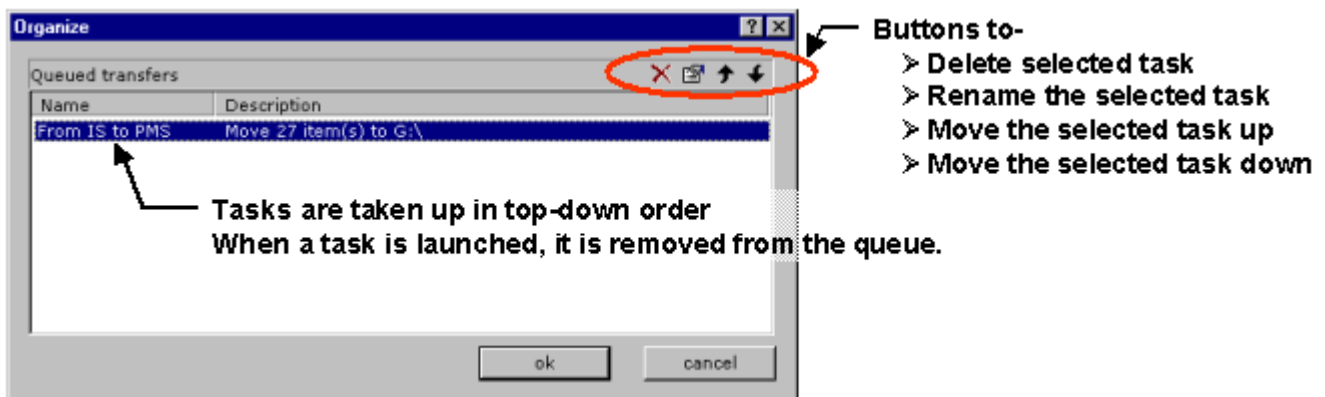 Organize
Buttons to-
Delete selected task
Rename the selected task
Move the selected task up
Move the selected task down
Queued transfers
Name Description
From IS to PMS Move 27 item(s) to G:\
Tasks are taken up in top-down order
When a task is launched, it is removed from the queue.
ok cancel